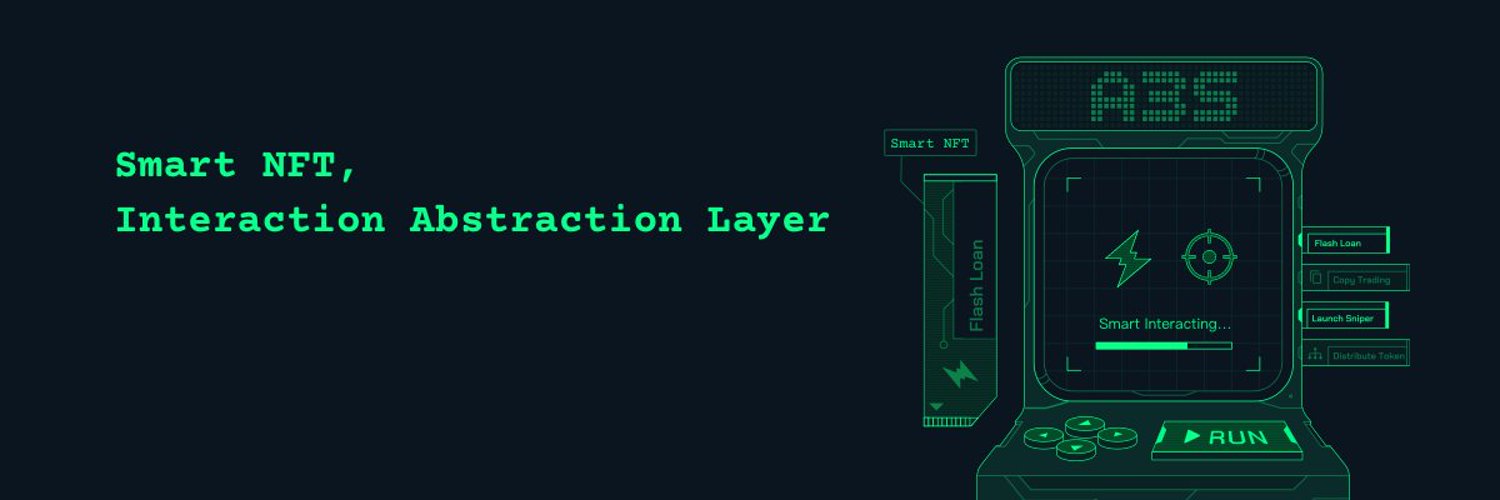 Smart NFT,
Interaction Abstraction Layer
A3S
Smart NFT
Flash Loan
Smart Interacting...
Flash Loan
Copy Trading
Launch Sniper
Distribute Token
RUN